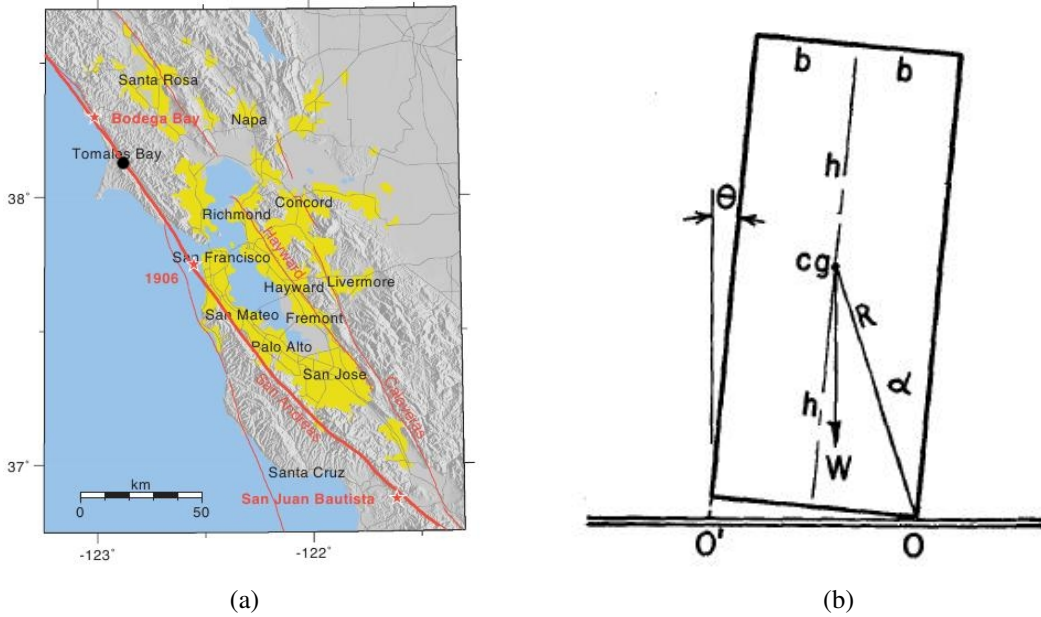 Santa Rosa
Bodega Bay
Napa
Tomales Bay
38°
Concord
Richmond
Hayward
San Francisco
1906
Livermore
Hayward
San Mateo
Fremont
Palo Alto
San Jose
San Andreas
Calaveras
37°
Santa Cruz
km
San Juan Bautista
0 50
-123° -122°
(a)
b b
h
θ
cg
R
α
h
W
O' O
(b)